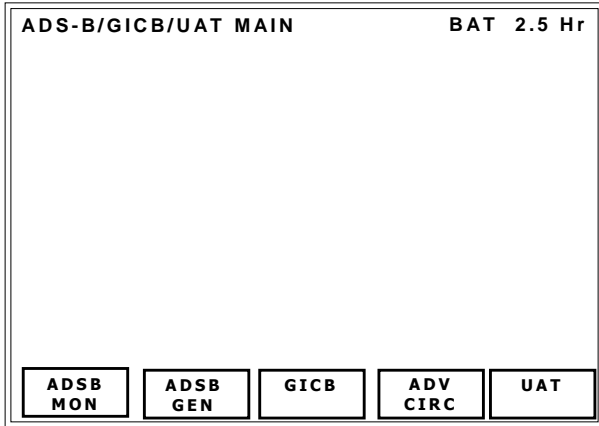 ADS-B/GICB/UAT MAIN BAT 2.5 Hr
ADSB MON
ADSB GEN
GICB
ADV CIRC
UAT